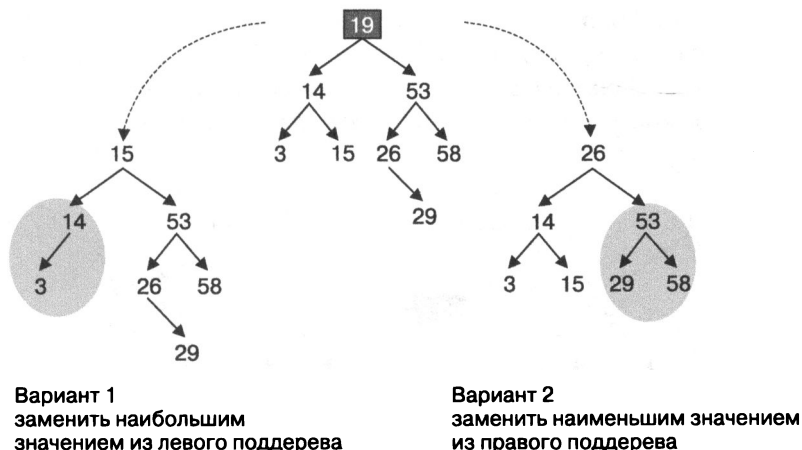 19
14 53
3 15 26 58
29
15
14 53
3 26 58
29
26
14 53
3 15 29 58
Вариант 1
заменить наибольшим
значением из левого поддерева
Вариант 2
заменить наименьшим значением
из правого поддерева